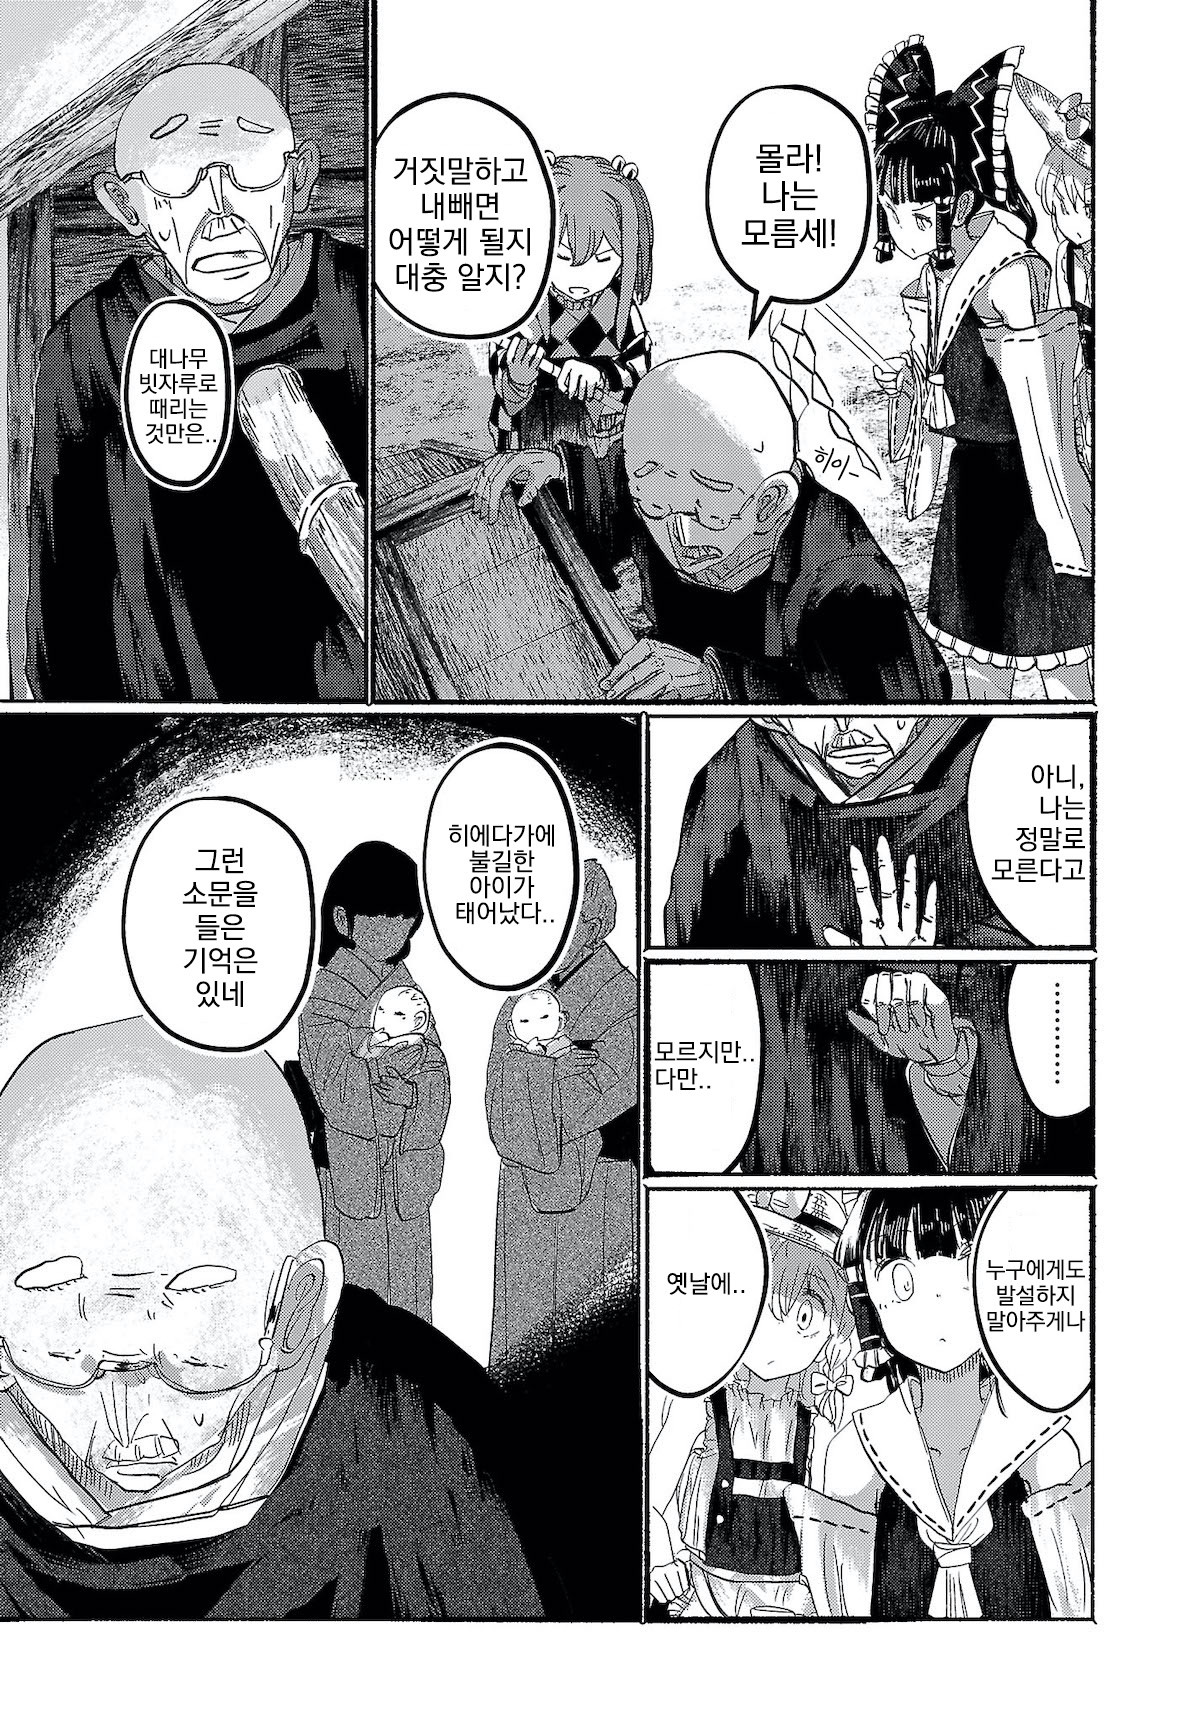 몰라!
나는
모름세!
히이~
거짓말하고
내빼면
어떻게 될지
대충 알지?
대나무
빗자루로
때리는
것만은..
아니,
나는
정말로
모른다고
..........
모르지만..
다만..
누구에게도
발설하지
말아주게나
옛날에..
히에다가에
불길한
아이가
태어났다..
그런
소문을
들은
기억은
있네